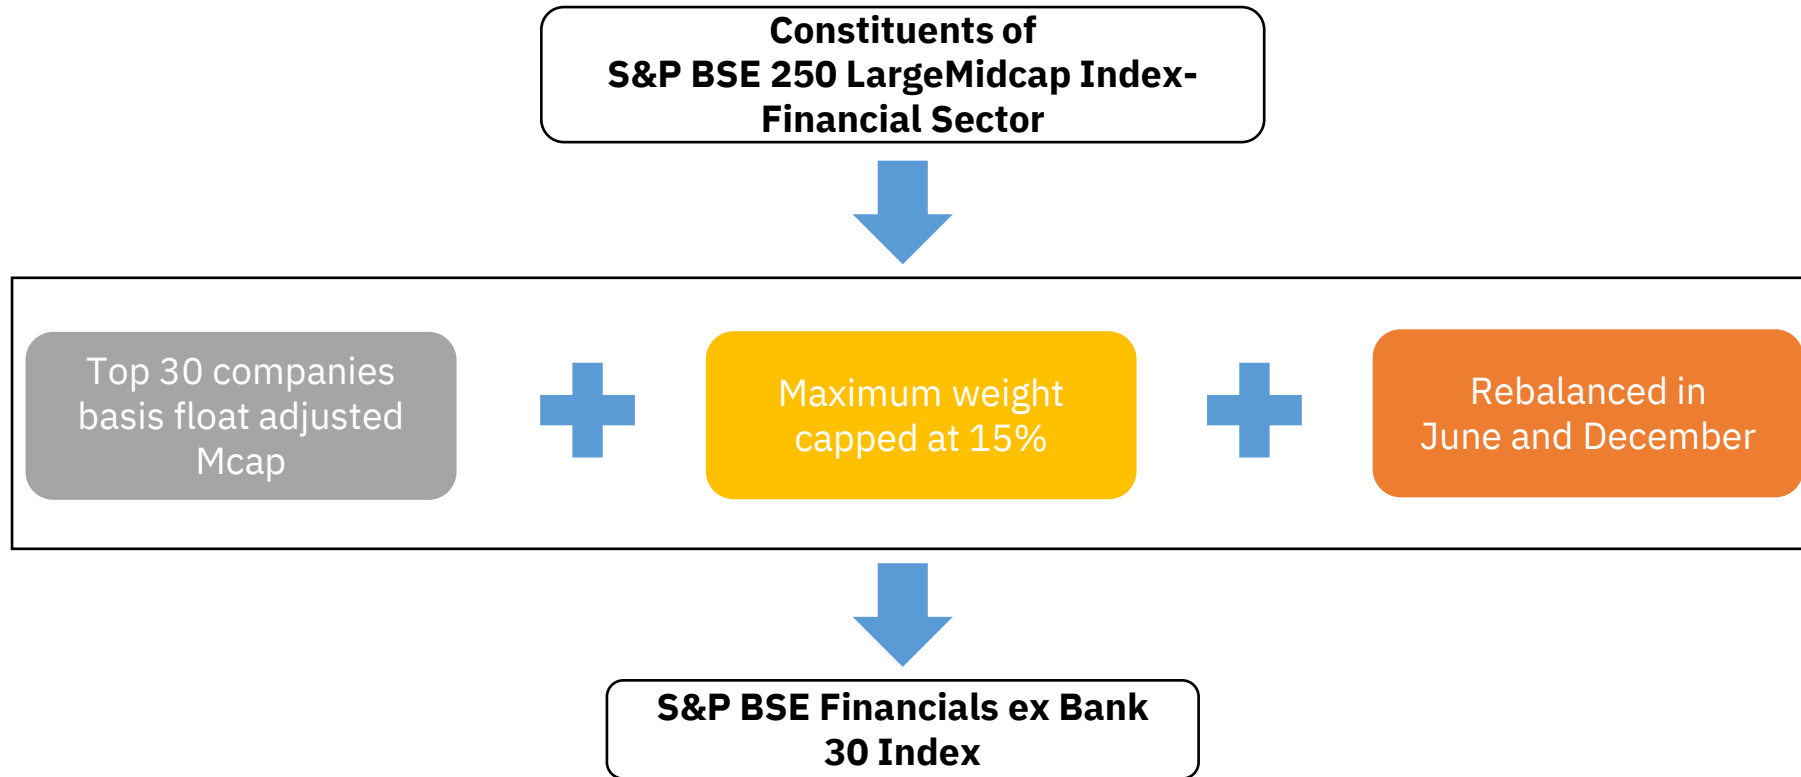 Constituents of
S&P BSE 250 LargeMidcap Index-
Financial Sector
Top 30 companies
basis float adjusted
Mcap
Maximum weight
capped at 15%
Rebalanced in
June and December
S&P BSE Financials ex Bank
30 Index